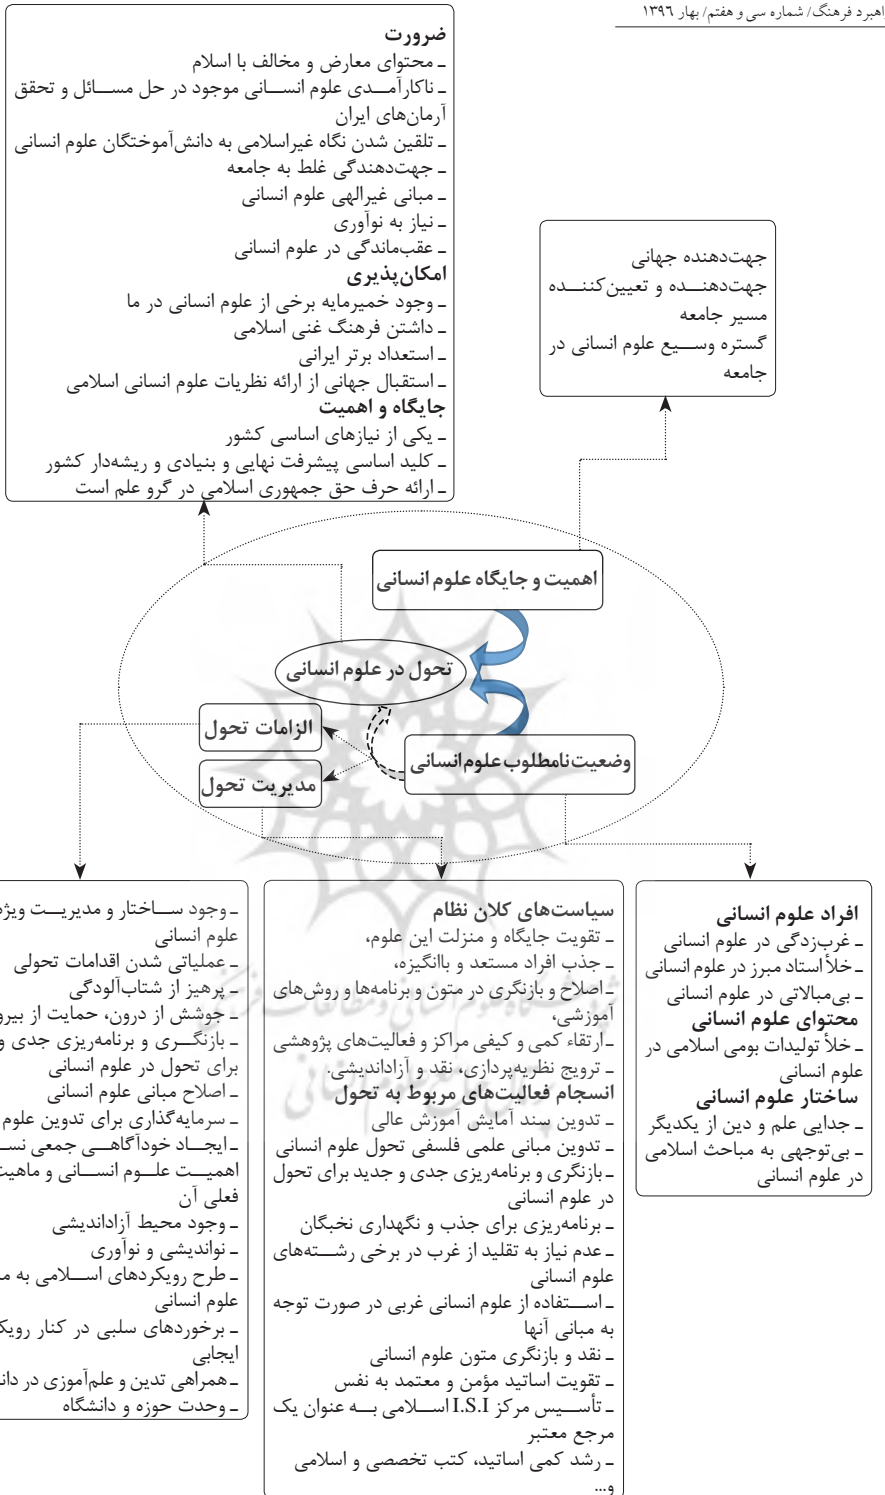 راهبرد فرهنگ/ شماره سی و هفتم/ بهار ۱۳۹۶
ضرورت
ـ محتوای معارض و مخالف با اسلام
ـ ناکارآمدی علوم انسانی موجود در حل مسائل و تحقق
آرمان‌های ایران
ـ تلقین شدن نگاه غیراسلامی به دانش‌آموختگان علوم انسانی
ـ جهت‌دهندگی غلط به جامعه
ـ مبانی غیرالهی علوم انسانی
ـ نیاز به نوآوری
ـ عقب‌ماندگی در علوم انسانی
امکان‌پذیری
ـ وجود خمیرمایه برخی از علوم انسانی در ما
ـ داشتن فرهنگ غنی اسلامی
ـ استعداد برتر ایرانی
ـ استقبال جهانی از ارائه نظریات علوم انسانی اسلامی
جایگاه و اهمیت
ـ یکی از نیازهای اساسی کشور
ـ کلید اساسی پیشرفت نهایی و بنیادی و ریشه‌دار کشور
ـ ارائه حرف حق جمهوری اسلامی در گرو علم است
جهت‌دهنده جهانی
جهت‌دهنده و تعیین‌کننده
مسیر جامعه
گستره وسیع علوم انسانی در
جامعه
اهمیت و جایگاه علوم انسانی
تحول در علوم انسانی
الزامات تحول
وضعیت نامطلوب علوم انسانی
مدیریت تحول
افراد علوم انسانی
ـ غرب‌زدگی در علوم انسانی
ـ خلأ استاد مبرز در علوم انسانی
ـ بی‌مبالاتی در علوم انسانی
محتوای علوم انسانی
ـ خلأ تولیدات بومی اسلامی در
علوم انسانی
ساختار علوم انسانی
ـ جدایی علم و دین از یکدیگر
ـ بی‌توجهی به مباحث اسلامی
در علوم انسانی
سیاست‌های کلان نظام
ـ تقویت جایگاه و منزلت این علوم،
ـ جذب افراد مستعد و باانگیزه،
ـ اصلاح و بازنگری در متون و برنامه‌ها و روش‌های
آموزشی،
ـ ارتقاء کمی و کیفی مراکز و فعالیت‌های پژوهشی
ـ ترویج نظریه‌پردازی، نقد و آزاداندیشی.
انسجام فعالیت‌های مربوط به تحول
ـ تدوین سند آمایش آموزش عالی
ـ تدوین مبانی علمی فلسفی تحول علوم انسانی
ـ بازنگری و برنامه‌ریزی جدی و جدید برای تحول
در علوم انسانی
ـ برنامه‌ریزی برای جذب و نگهداری نخبگان
ـ عدم نیاز به تقلید از غرب در برخی رشته‌های
علوم انسانی
ـ استفاده از علوم انسانی غربی در صورت توجه
به مبانی آنها
ـ نقد و بازنگری متون علوم انسانی
ـ تقویت اساتید مؤمن و معتمد به نفس
ـ تأسیس مرکز I.S.I اسلامی به عنوان یک
مرجع معتبر
ـ رشد کمی اساتید، کتب تخصصی و اسلامی
و...
ـ وجود ساختار و مدیریت
علوم انسانی
ـ عملیاتی شدن اقدامات تحولی
ـ پرهیز از شتاب‌آلودگی
ـ جوشش از درون، حمایت از
ـ بازنگری و برنامه‌ریزی جدی و
برای تحول در علوم انسانی
ـ اصلاح مبانی علوم انسانی
ـ سرمایه‌گذاری برای تدوین علوم
ـ ایجاد خودآگاهی جمعی
اهمیت علوم انسانی و ماهیت
فعلی آن
ـ وجود محیط آزاداندیشی
ـ نواندیشی و نوآوری
ـ طرح رویکردهای اسلامی به
علوم انسانی
ـ برخوردهای سلبی در کنار
ایجابی
ـ همراهی تدین و علم‌آموزی در
ـ وحدت حوزه و دانشگاه